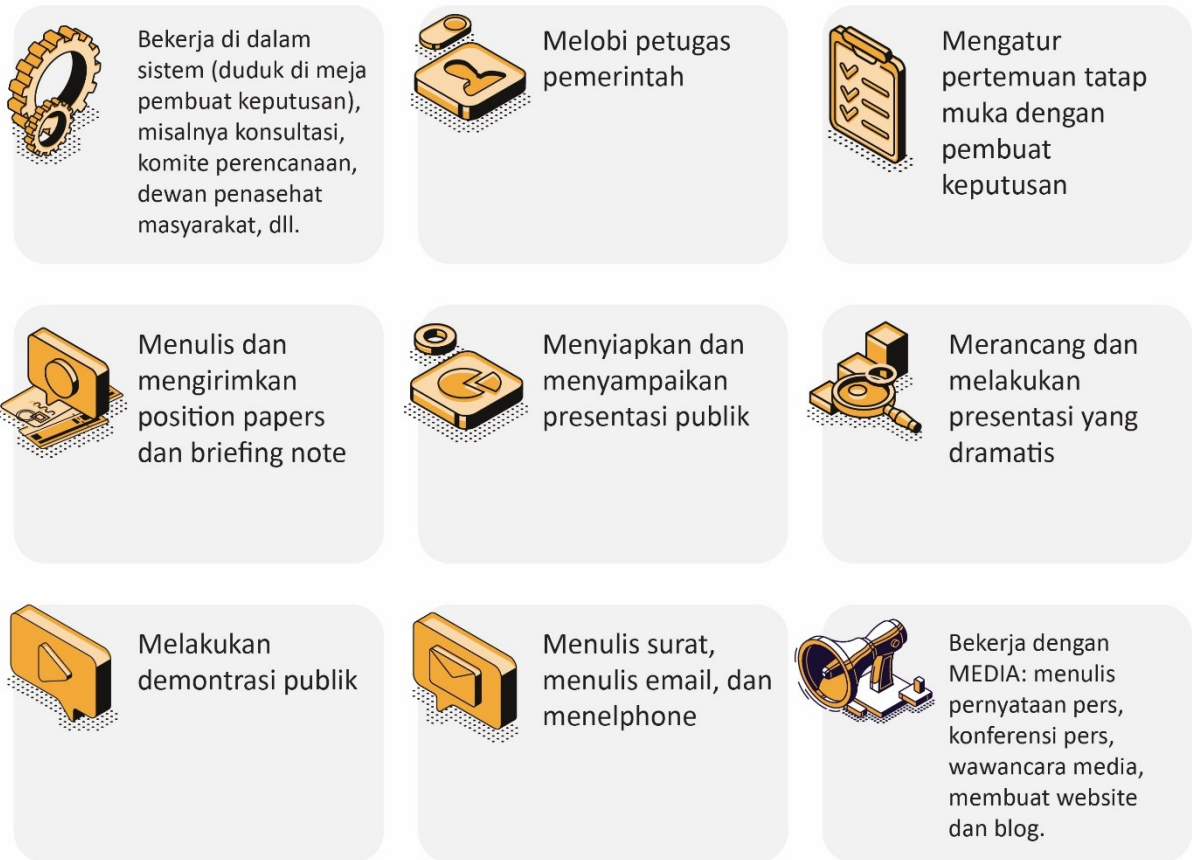 Bekerja di dalam
sistem (duduk di meja
pembuat keputusan),
misalnya konsultasi,
komite perencanaan,
dewan penasehat
masyarakat, dll.
Melobi petugas
pemerintah
Mengatur
pertemuan tatap
muka dengan
pembuat
keputusan
Menulis dan
mengirimkan
position papers
dan briefing note
Menyiapkan dan
menyampaikan
presentasi publik
Merancang dan
melakukan
presentasi yang
dramatis
Melakukan
demontrasi publik
Menulis surat,
menulis email, dan
menelphone
Bekerja dengan
MEDIA: menulis
pernyataan pers,
konferensi pers,
wawancara media,
membuat website
dan blog.